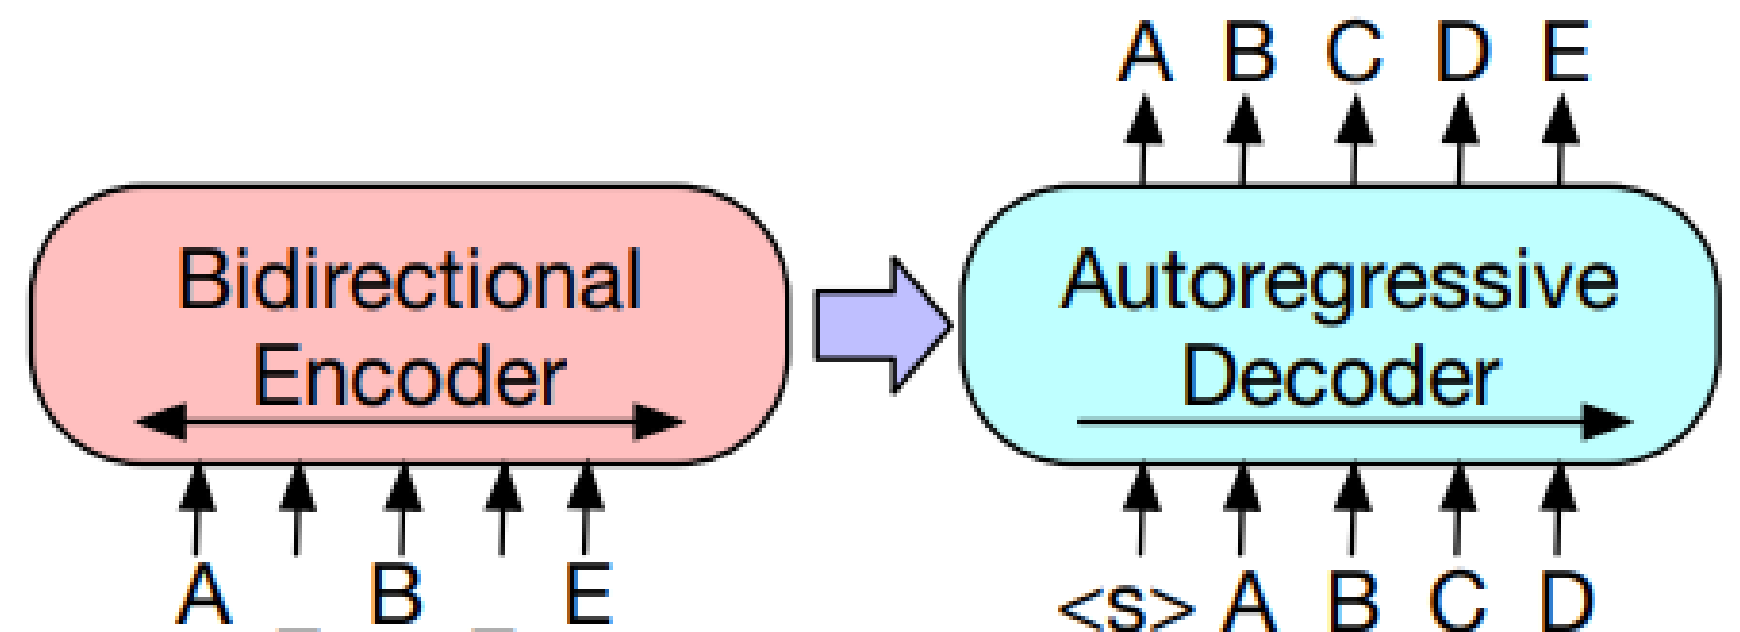 A B C D E
Bidirectional
Encoder
Autoregressive
Decoder
A _ B _ E
<s> A B C D